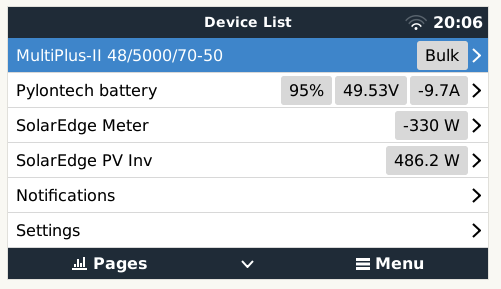 Device List 20:06
MultiPlus-II 48/5000/70-50 Bulk
Pylontech battery 95% 49.53V -9.7A
SolarEdge Meter -330 W
SolarEdge PV Inv 486.2 W
Notifications
Settings
Pages Menu